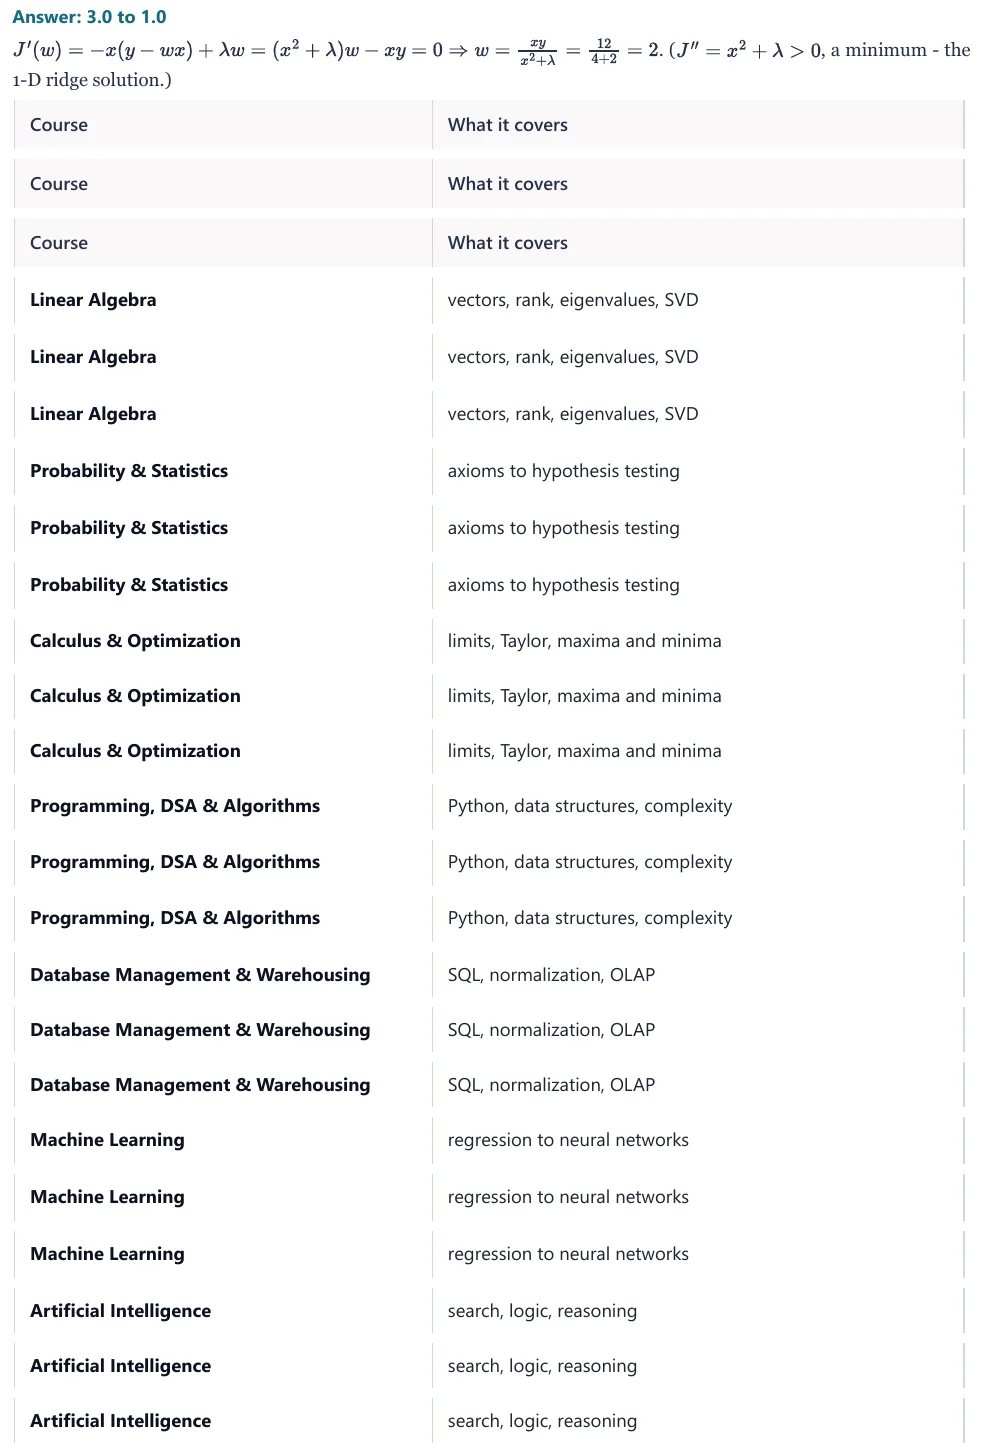 Answer: 3.0 to 1.0
J′(w) = −x(y − wx) + λw = (x² + λ)w − xy = 0 ⇒ w = xy/(x²+λ) = 12/(4+2) = 2. (J″ = x² + λ > 0, a minimum - the
1-D ridge solution.)
Course What it covers
Course What it covers
Course What it covers
Linear Algebra vectors, rank, eigenvalues, SVD
Linear Algebra vectors, rank, eigenvalues, SVD
Linear Algebra vectors, rank, eigenvalues, SVD
Probability & Statistics axioms to hypothesis testing
Probability & Statistics axioms to hypothesis testing
Probability & Statistics axioms to hypothesis testing
Calculus & Optimization limits, Taylor, maxima and minima
Calculus & Optimization limits, Taylor, maxima and minima
Calculus & Optimization limits, Taylor, maxima and minima
Programming, DSA & Algorithms Python, data structures, complexity
Programming, DSA & Algorithms Python, data structures, complexity
Programming, DSA & Algorithms Python, data structures, complexity
Database Management & Warehousing SQL, normalization, OLAP
Database Management & Warehousing SQL, normalization, OLAP
Database Management & Warehousing SQL, normalization, OLAP
Machine Learning regression to neural networks
Machine Learning regression to neural networks
Machine Learning regression to neural networks
Artificial Intelligence search, logic, reasoning
Artificial Intelligence search, logic, reasoning
Artificial Intelligence search, logic, reasoning